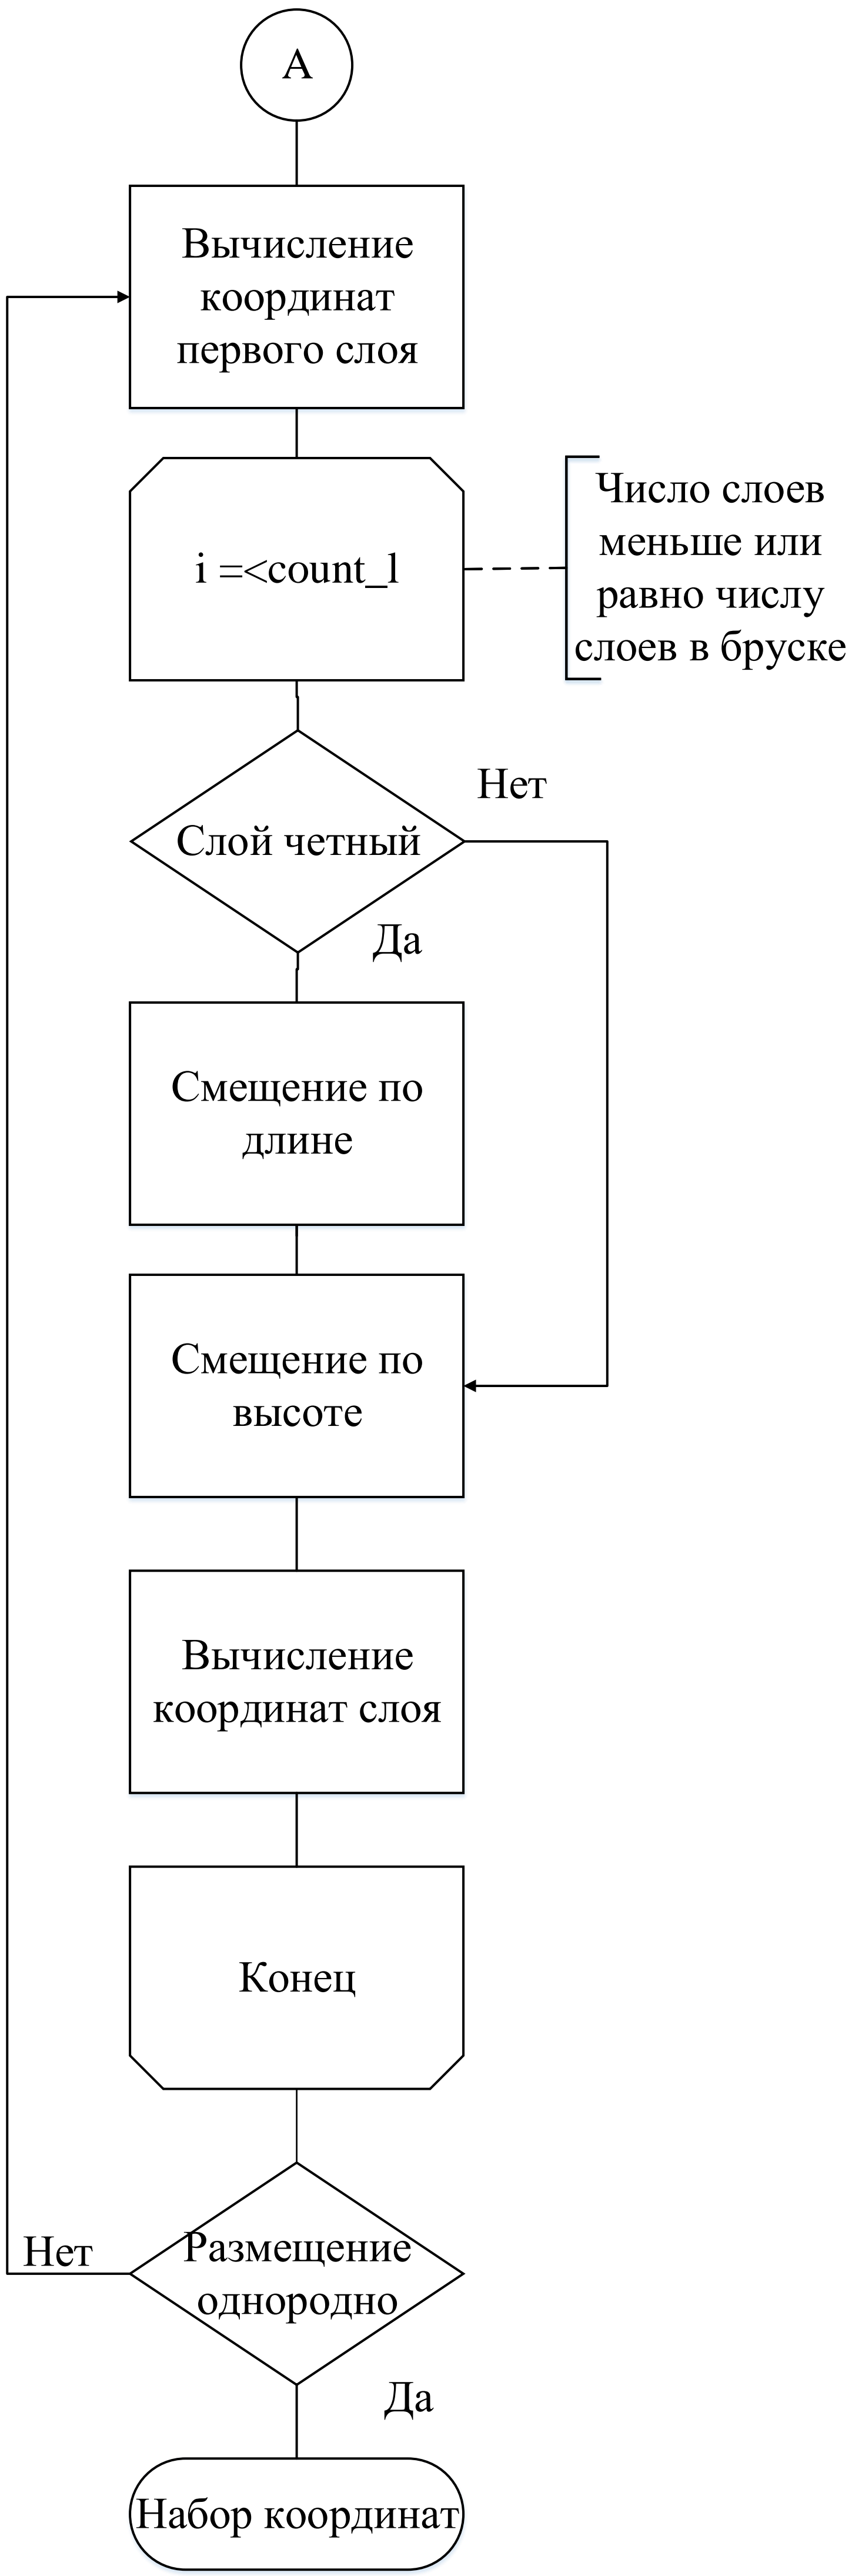 А
Вычисление
координат
первого слоя
i =<count_l
Число слоев
меньше или
равно числу
слоев в бруске
Слой четный
Нет
Да
Смещение по
длине
Смещение по
высоте
Вычисление
координат слоя
Конец
Размещение
однородно
Нет
Да
Набор координат